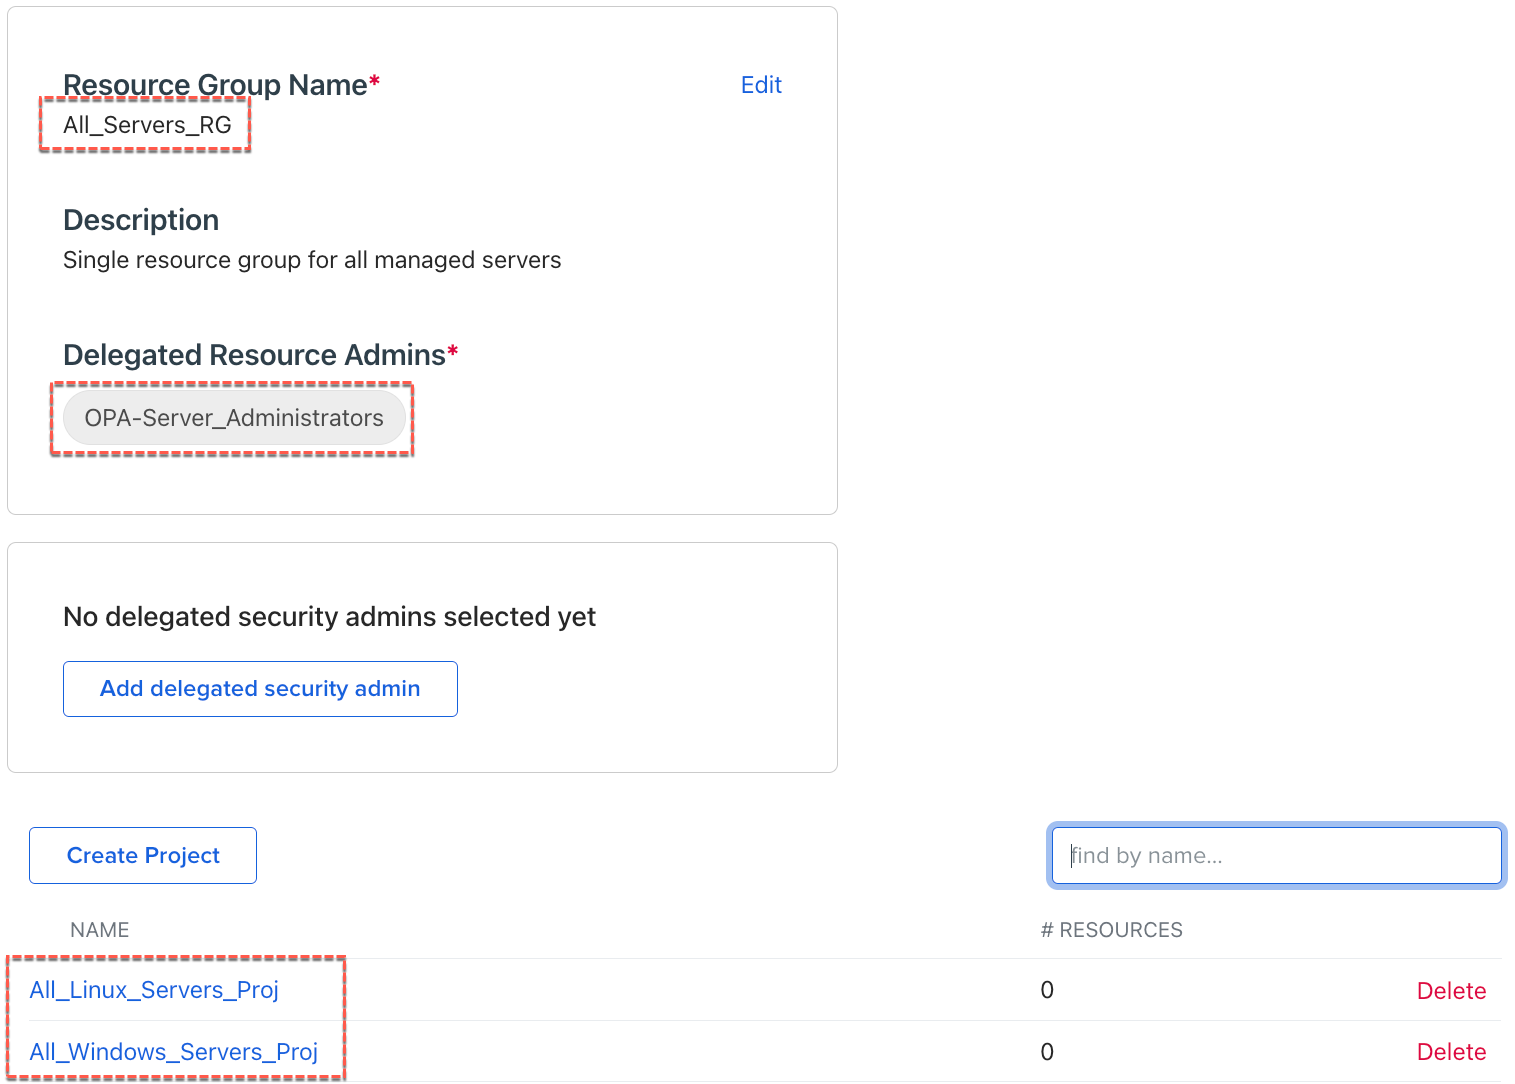 Resource Group Name*
Edit
All_Servers_RG
Description
Single resource group for all managed servers
Delegated Resource Admins*
OPA-Server_Administrators
No delegated security admins selected yet
Add delegated security admin
Create Project
find by name...
NAME
# RESOURCES
All_Linux_Servers_Proj
0
Delete
All_Windows_Servers_Proj
0
Delete